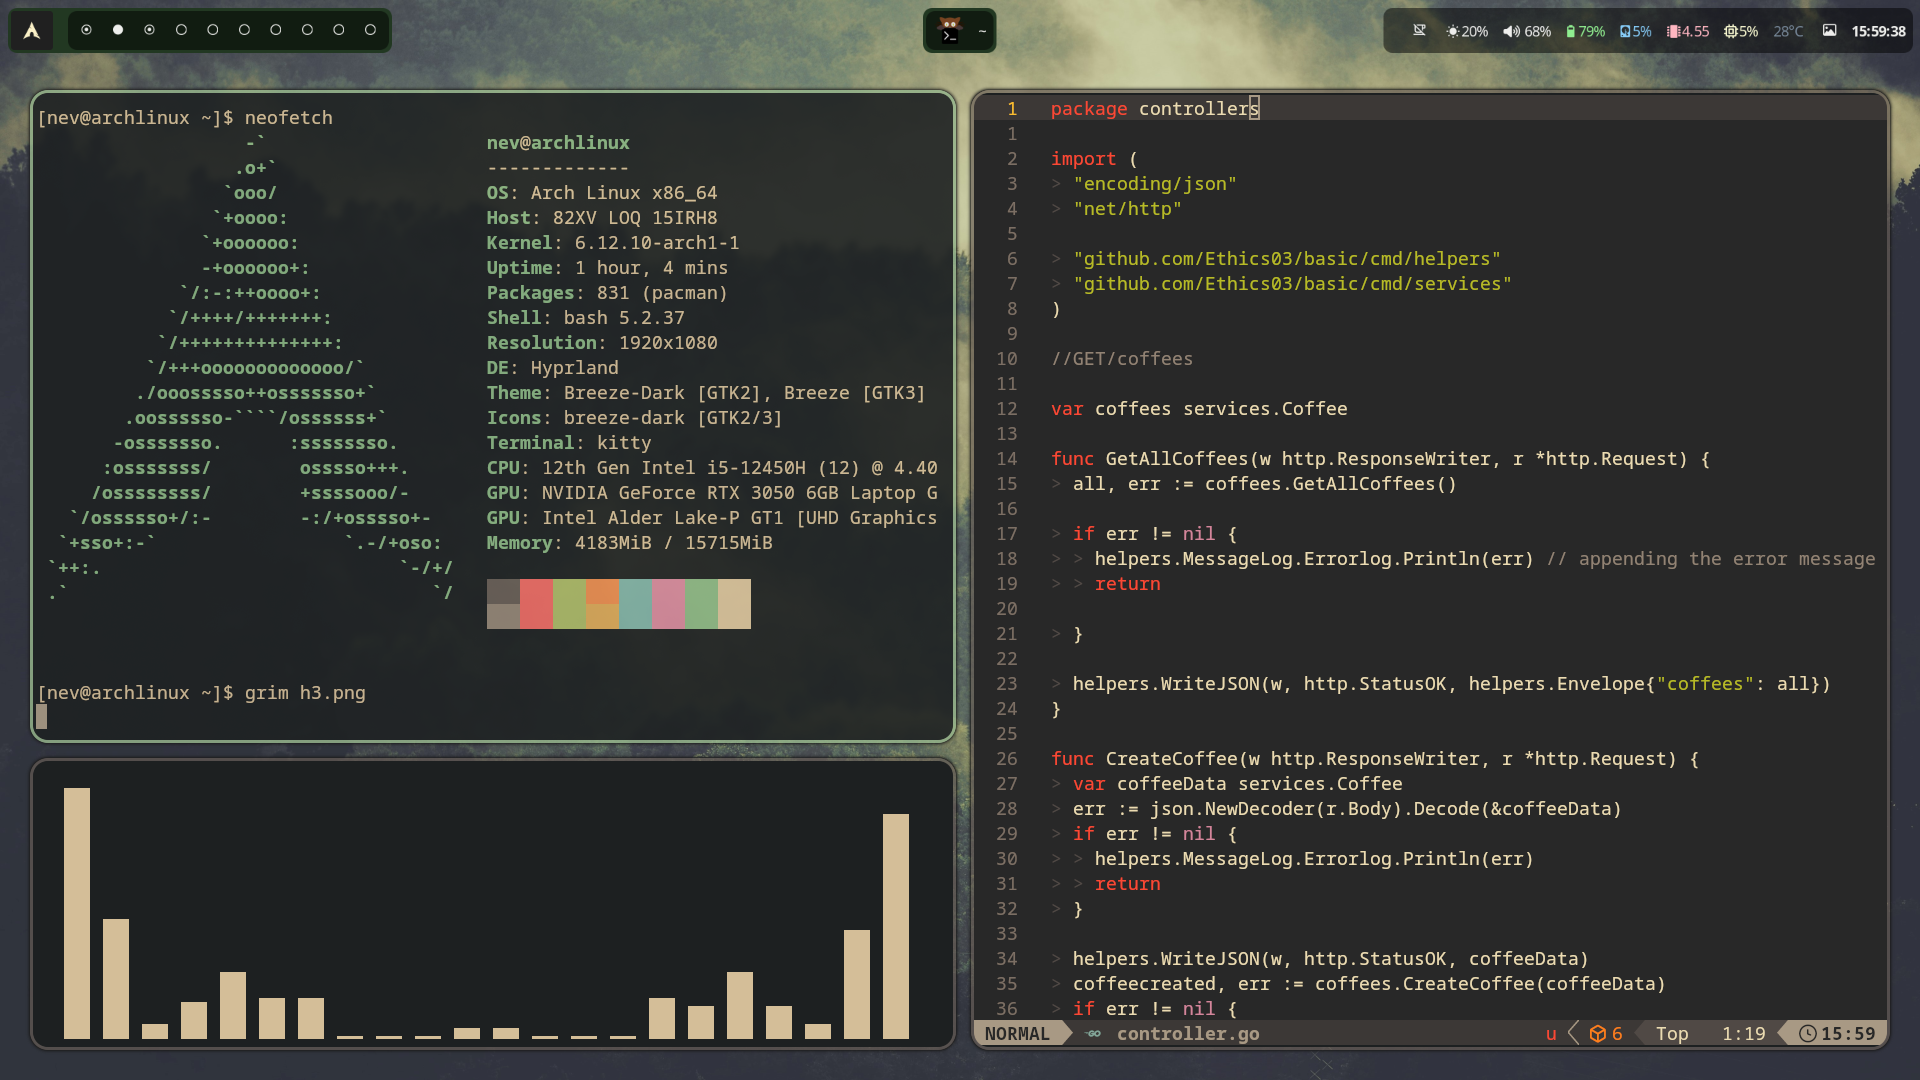 ~
20%
68%
79%
5%
4.55
5%
28°C
15:59:38
[nev@archlinux ~]$ neofetch
-`
.o+`
`ooo/
`+oooo:
`+oooooo:
-+oooooo+:
`/:-:++oooo+:
`/++++/+++++++:
`/++++++++++++++:
`/+++ooooooooooooo/`
./ooosssso++osssssso+`
.oossssso-````/ossssss+`
-osssssso.      :ssssssso.
:osssssss/        osssso+++.
/ossssssss/        +ssssooo/-
`/ossssso+/:-        -:/+osssso+-
`+sso+:-`                 `.-/+oso:
`++:.                           `-/+/
.`                                 `/
nev@archlinux
-------------
OS: Arch Linux x86_64
Host: 82XV LOQ 15IRH8
Kernel: 6.12.10-arch1-1
Uptime: 1 hour, 4 mins
Packages: 831 (pacman)
Shell: bash 5.2.37
Resolution: 1920x1080
DE: Hyprland
Theme: Breeze-Dark [GTK2], Breeze [GTK3]
Icons: breeze-dark [GTK2/3]
Terminal: kitty
CPU: 12th Gen Intel i5-12450H (12) @ 4.40
GPU: NVIDIA GeForce RTX 3050 6GB Laptop G
GPU: Intel Alder Lake-P GT1 [UHD Graphics
Memory: 4183MiB / 15715MiB
[nev@archlinux ~]$ grim h3.png
1 package controllers
1
2 import (
3 > "encoding/json"
4 > "net/http"
5
6 > "github.com/Ethics03/basic/cmd/helpers"
7 > "github.com/Ethics03/basic/cmd/services"
8 )
9
10 //GET/coffees
11
12 var coffees services.Coffee
13
14 func GetAllCoffees(w http.ResponseWriter, r *http.Request) {
15 > all, err := coffees.GetAllCoffees()
16
17 > if err != nil {
18 > > helpers.MessageLog.Errorlog.Println(err) // appending the error message
19 > > return
20
21 > }
22
23 > helpers.WriteJSON(w, http.StatusOK, helpers.Envelope{"coffees": all})
24 }
25
26 func CreateCoffee(w http.ResponseWriter, r *http.Request) {
27 > var coffeeData services.Coffee
28 > err := json.NewDecoder(r.Body).Decode(&coffeeData)
29 > if err != nil {
30 > > helpers.MessageLog.Errorlog.Println(err)
31 > > return
32 > }
33
34 > helpers.WriteJSON(w, http.StatusOK, coffeeData)
35 > coffeecreated, err := coffees.CreateCoffee(coffeeData)
36 > if err != nil {
NORMAL controller.go u 6 Top 1:19 15:59